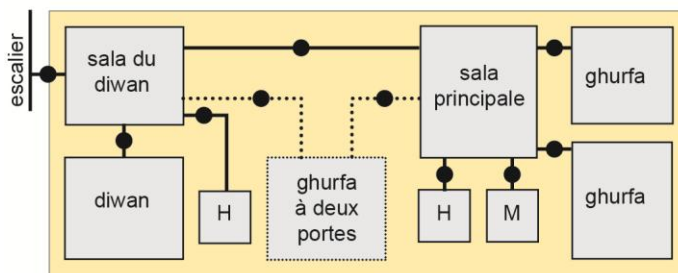 escalier
sala du
diwan
diwan
H
ghurfa
à deux
portes
sala
principale
H
M
ghurfa
ghurfa